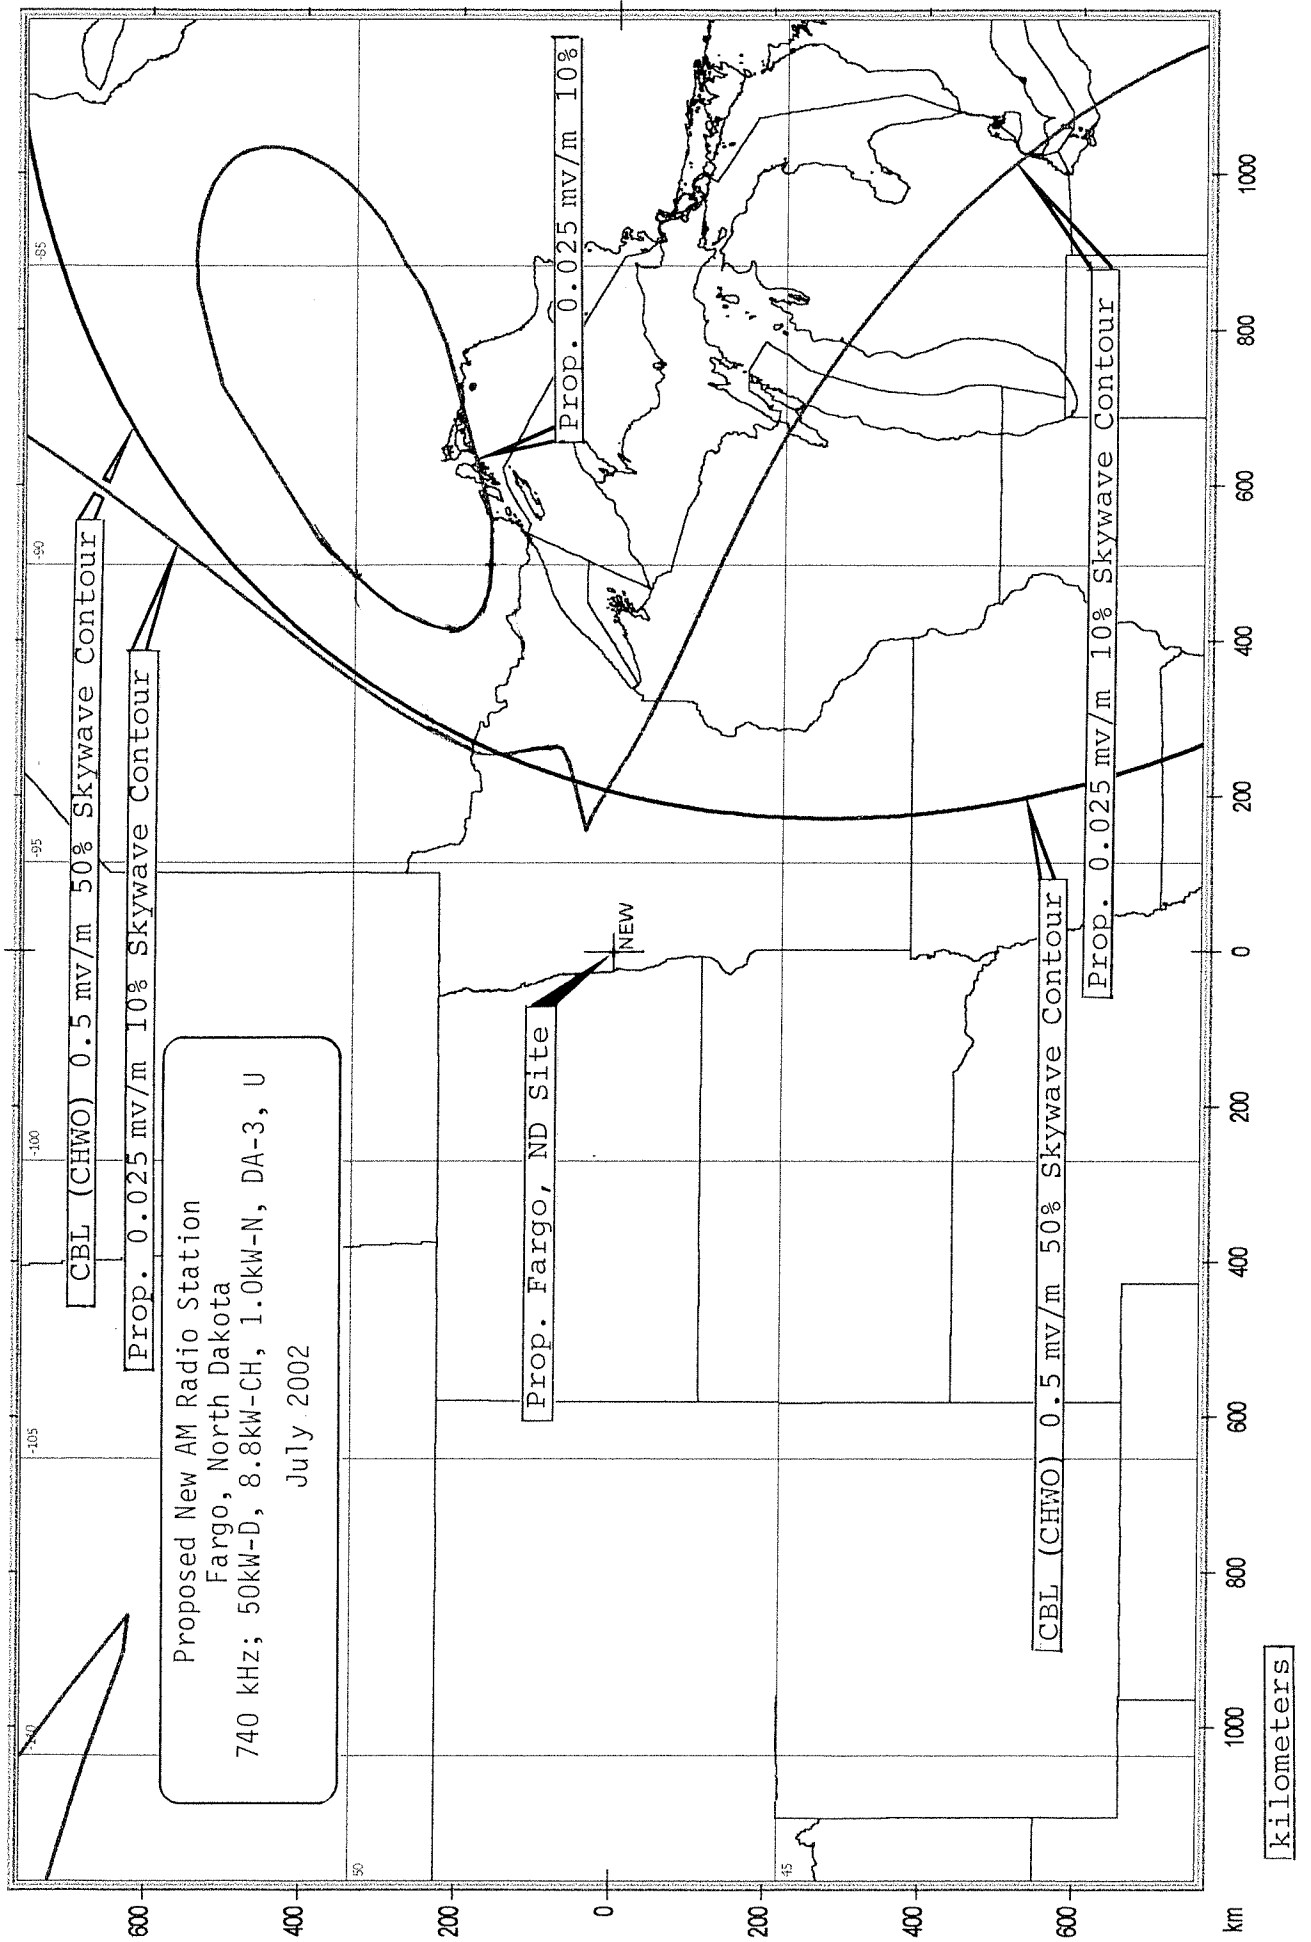 Proposed New AM Radio Station
Fargo, North Dakota
740 kHz; 50kW-D, 8.8kW-CH, 1.0kW-N, DA-3, U
July 2002
CBL (CHWO) 0.5 mv/m 50% Skywave Contour
Prop. 0.025 mv/m 10% Skywave Contour
Prop. 0.025 mv/m 10%
Prop. Fargo, ND Site
NEW
CBL (CHWO) 0.5 mv/m 50% Skywave Contour
Prop. 0.025 mv/m 10% Skywave Contour
-110
-105
-100
-95
-90
-85
50
45
600
400
200
0
200
400
600
km
1000
800
600
400
200
0
200
400
600
800
1000
kilometers